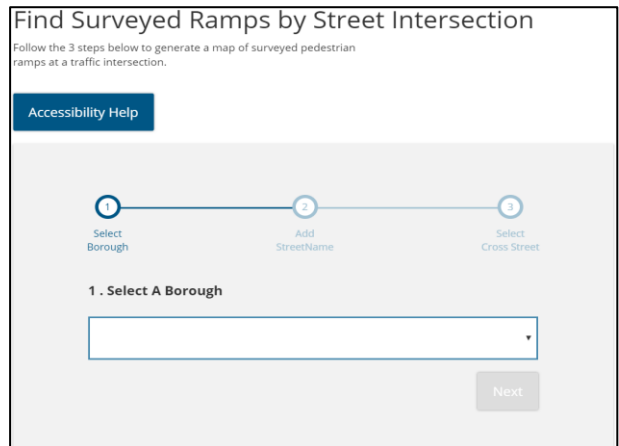 Find Surveyed Ramps by Street Intersection
Follow the 3 steps below to generate a map of surveyed pedestrian
ramps at a traffic intersection.
Accessibility Help
1
2
3
Select
Borough
Add
StreetName
Select
Cross Street
1 . Select A Borough
Next